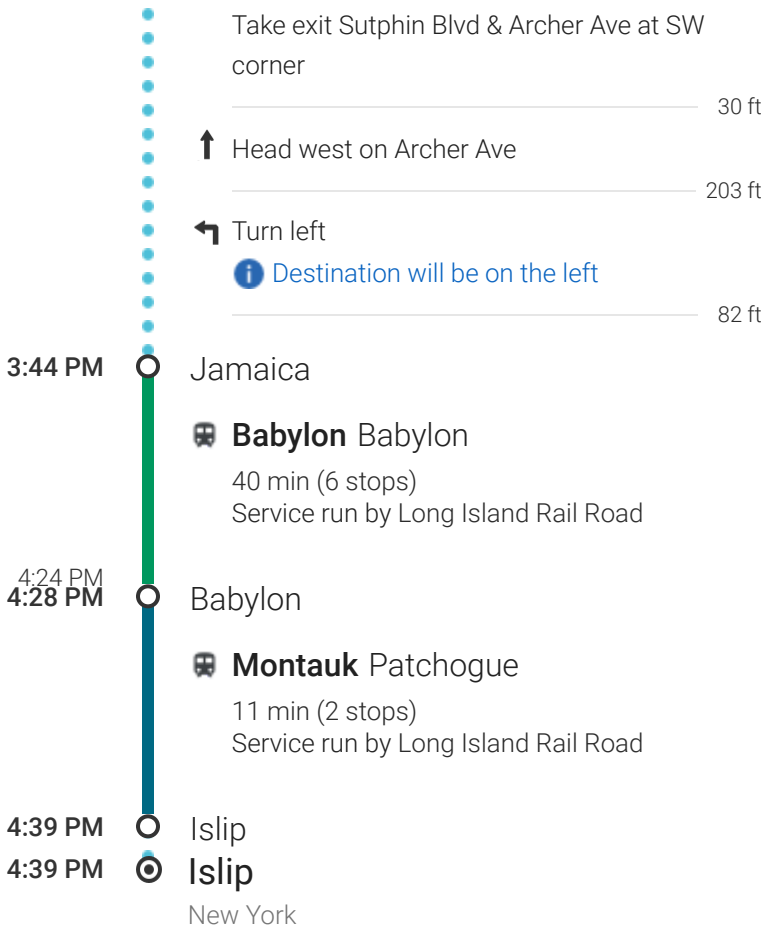 Take exit Sutphin Blvd & Archer Ave at SW
corner
30 ft
Head west on Archer Ave
203 ft
Turn left
Destination will be on the left
82 ft
3:44 PM Jamaica
Babylon Babylon
40 min (6 stops)
Service run by Long Island Rail Road
4:24 PM
4:28 PM Babylon
Montauk Patchogue
11 min (2 stops)
Service run by Long Island Rail Road
4:39 PM Islip
4:39 PM Islip
New York